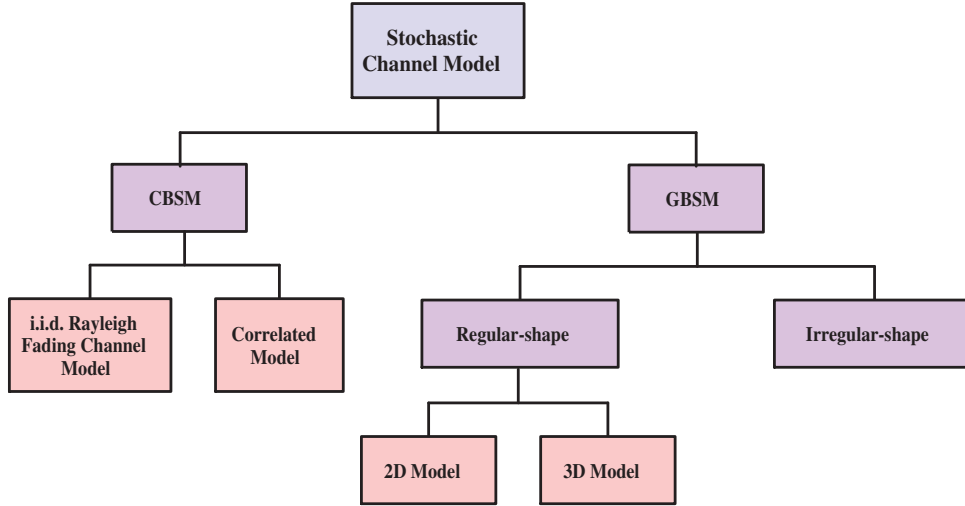 Stochastic
Channel Model
CBSM
GBSM
i.i.d. Rayleigh
Fading Channel
Model
Correlated
Model
Regular-shape
Irregular-shape
2D Model
3D Model